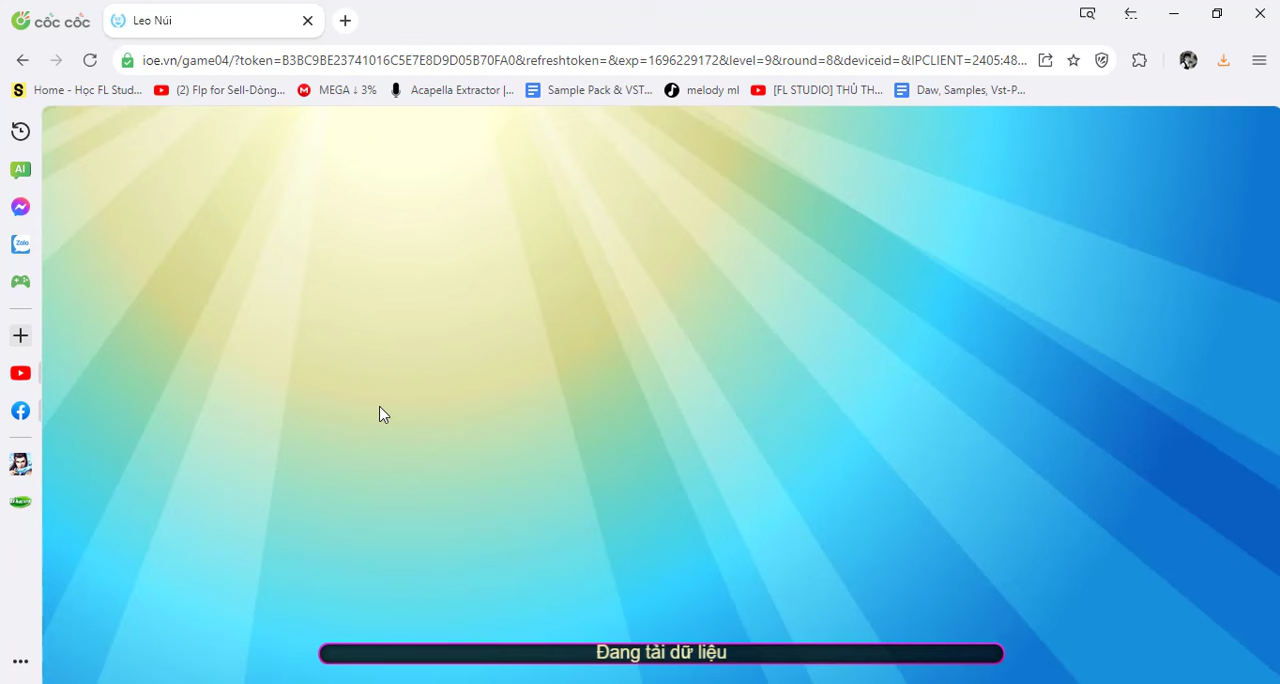 cốc cốc
Leo Núi
ioe.vn/game04/?token=B3BC9BE23741016C5E7E8D9D05B70FA0&refreshtoken=&exp=1696229172&level=9&round=8&deviceid=&IPCLIENT=2405:48...
Home - Học FL Stud...
(2) Flp for Sell-Dòng...
MEGA ↓ 3%
Acapella Extractor |...
Sample Pack & VST...
melody ml
[FL STUDIO] THỦ TH...
Daw, Samples, Vst-P...
AI
Zalo
Đang tải dữ liệu